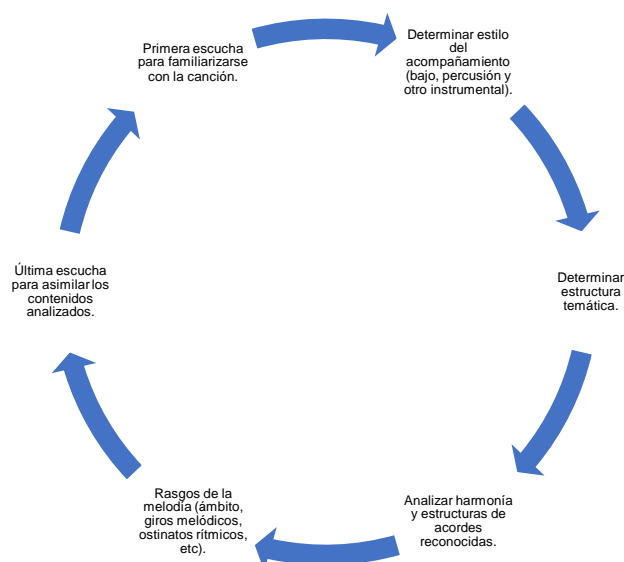 Primera escucha
para familiarizarse
con la canción.
Determinar estilo
del
acompañamiento
(bajo, percusión y
otro instrumental).
Determinar
estructura
temática.
Analizar harmonía
y estructuras de
acordes
reconocidas.
Rasgos de la
melodía (ámbito,
giros melódicos,
ostinatos rítmicos,
etc).
Última escucha
para asimilar los
contenidos
analizados.